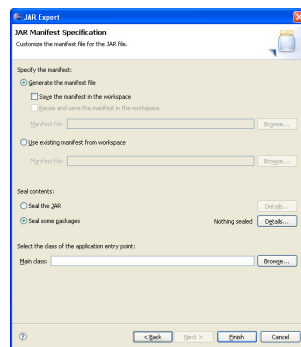 JAR Export
JAR Manifest Specification
Customize the manifest file for the JAR file.
Specify the manifest:
Generate the manifest file
Save the manifest in the workspace
Reuse and save the manifest in the workspace
Manifest file:
Browse...
Use existing manifest from workspace
Manifest file:
Browse...
Seal contents:
Seal the JAR
Details...
Seal some packages
Nothing sealed
Details...
Select the class of the application entry point:
Main class:
Browse...
?
< Back
Next >
Finish
Cancel